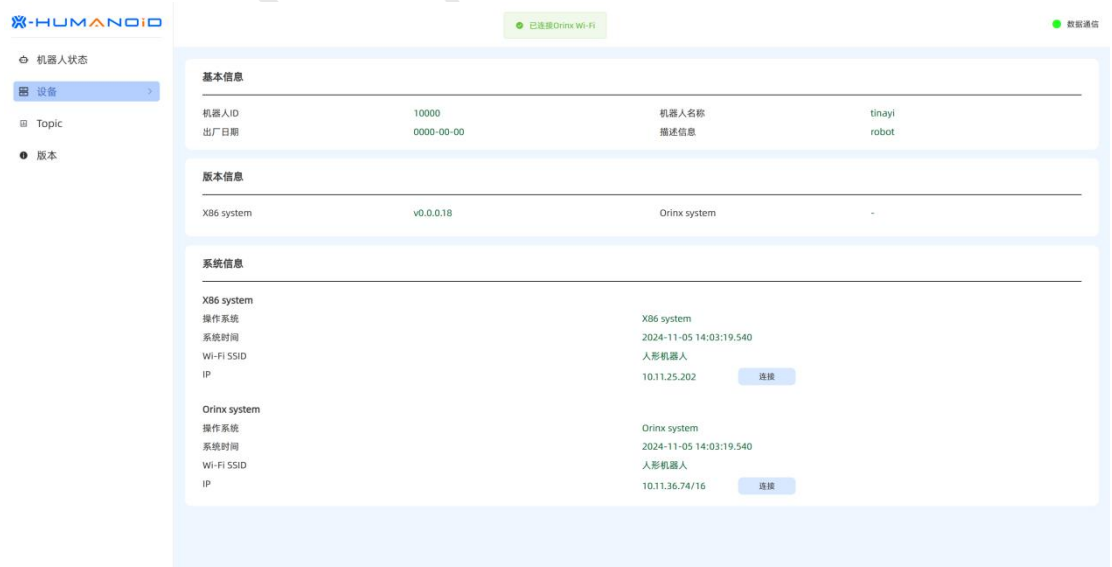 X-HUMANOID
已连接Orinx Wi-Fi
数据通信
机器人状态
设备
Topic
版本
基本信息
机器人ID 10000 机器人名称 tinayi
出厂日期 0000-00-00 描述信息 robot
版本信息
X86 system v0.0.0.18 Orinx system -
系统信息
X86 system
操作系统 X86 system
系统时间 2024-11-05 14:03:19.540
Wi-Fi SSID 人形机器人
IP 10.11.25.202 连接
Orinx system
操作系统 Orinx system
系统时间 2024-11-05 14:03:19.540
Wi-Fi SSID 人形机器人
IP 10.11.36.74/16 连接